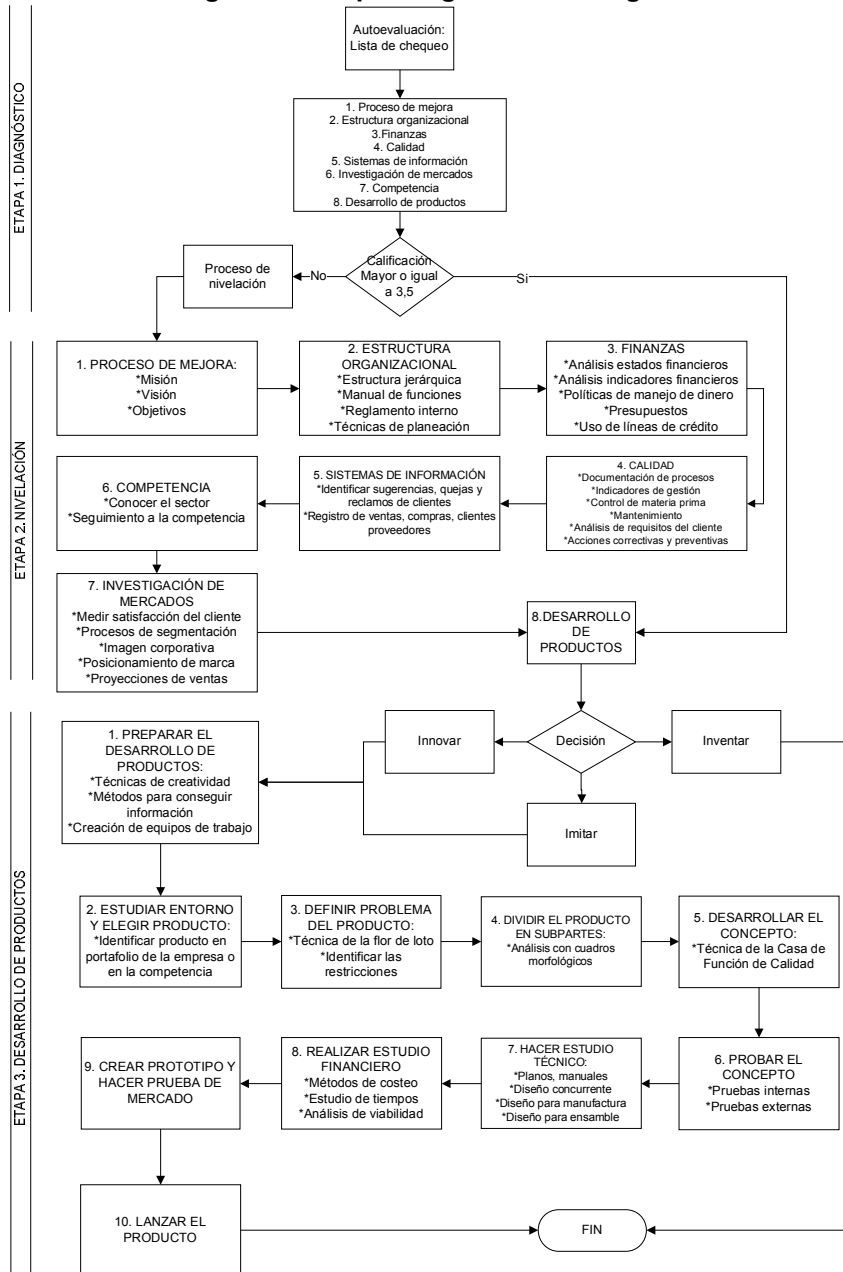 Autoevaluación:
Lista de chequeo
1. Proceso de mejora
2. Estructura organizacional
3.Finanzas
4. Calidad
5. Sistemas de información
6. Investigación de mercados
7. Competencia
8. Desarrollo de productos
ETAPA 1. DIAGNÓSTICO
Calificación
Mayor o igual
a 3,5
No
Si
Proceso de
nivelación
ETAPA 2. NIVELACIÓN
1. PROCESO DE MEJORA:
*Misión
*Visión
*Objetivos
2. ESTRUCTURA
ORGANIZACIONAL
*Estructura jerárquica
*Manual de funciones
*Reglamento interno
*Técnicas de planeación
3. FINANZAS
*Análisis estados financieros
*Análisis indicadores financieros
*Políticas de manejo de dinero
*Presupuestos
*Uso de líneas de crédito
4. CALIDAD
*Documentación de procesos
*Indicadores de gestión
*Control de materia prima
*Mantenimiento
*Análisis de requisitos del cliente
*Acciones correctivas y preventivas
5. SISTEMAS DE INFORMACIÓN
*Identificar sugerencias, quejas y
reclamos de clientes
*Registro de ventas, compras, clientes
proveedores
6. COMPETENCIA
*Conocer el sector
*Seguimiento a la competencia
7. INVESTIGACIÓN DE
MERCADOS
*Medir satisfacción del cliente
*Procesos de segmentación
*Imagen corporativa
*Posicionamiento de marca
*Proyecciones de ventas
8.DESARROLLO
DE
PRODUCTOS
ETAPA 3. DESARROLLO DE PRODUCTOS
Innovar
Decisión
Inventar
Imitar
1. PREPARAR EL
DESARROLLO DE
PRODUCTOS:
*Técnicas de creatividad
*Métodos para conseguir
información
*Creación de equipos de trabajo
2. ESTUDIAR ENTORNO
Y ELEGIR PRODUCTO:
*Identificar producto en
portafolio de la empresa o
en la competencia
3. DEFINIR PROBLEMA
DEL PRODUCTO:
*Técnica de la flor de loto
*Identificar las
restricciones
4. DIVIDIR EL PRODUCTO
EN SUBPARTES:
*Análisis con cuadros
morfológicos
5. DESARROLLAR EL
CONCEPTO:
*Técnica de la Casa de
Función de Calidad
6. PROBAR EL
CONCEPTO
*Pruebas internas
*Pruebas externas
7. HACER ESTUDIO
TÉCNICO:
*Planos, manuales
*Diseño concurrente
*Diseño para manufactura
*Diseño para ensamble
8. REALIZAR ESTUDIO
FINANCIERO
*Métodos de costeo
*Estudio de tiempos
*Análisis de viabilidad
9. CREAR PROTOTIPO Y
HACER PRUEBA DE
MERCADO
10. LANZAR EL
PRODUCTO
FIN